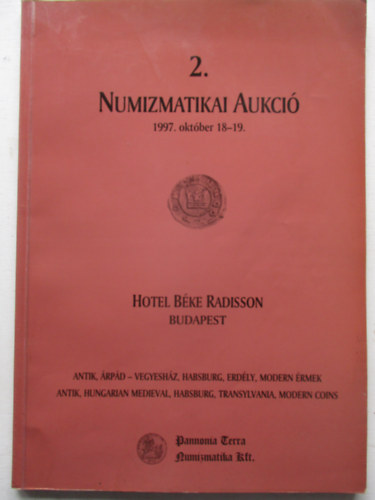 2.
NUMIZMATIKAI AUKCIÓ
1997. október 18–19.
HOTEL BÉKE RADISSON
BUDAPEST
ANTIK, ÁRPÁD – VEGYESHÁZ, HABSBURG, ERDÉLY, MODERN ÉRMEK
ANTIK, HUNGARIAN MEDIEVAL, HABSBURG, TRANSYLVANIA, MODERN COINS
Pannonia Terra
Numizmatika Kft.